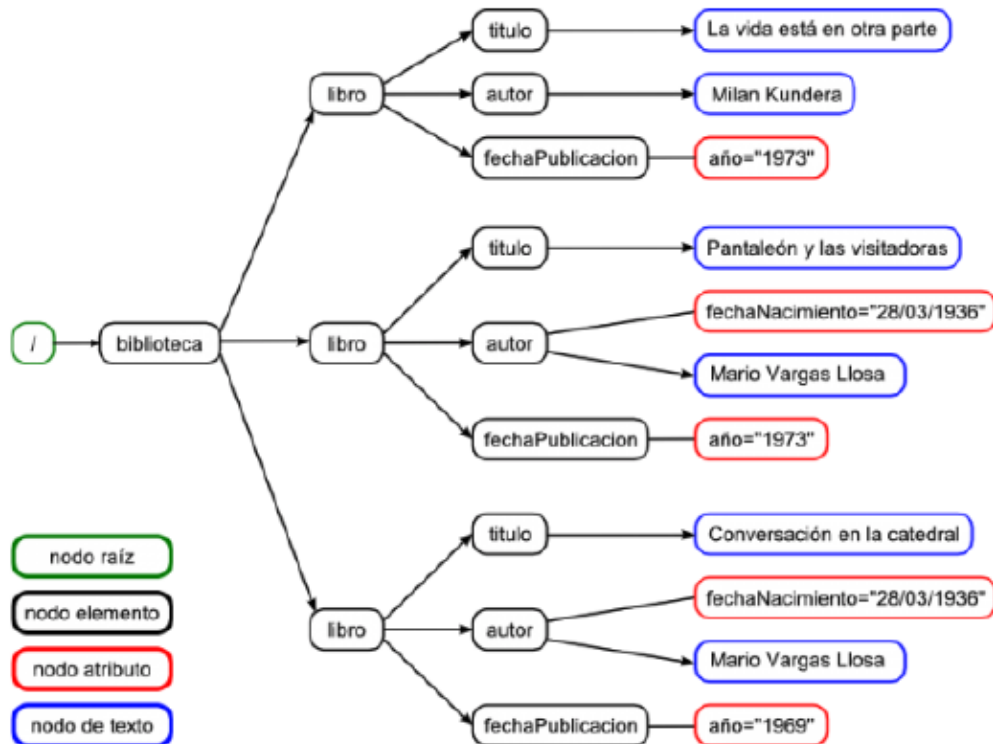 titulo
La vida está en otra parte
libro
autor
Milan Kundera
fechaPublicacion
año="1973"
titulo
Pantaleón y las visitadoras
fechaNacimiento="28/03/1936"
/
biblioteca
libro
autor
Mario Vargas Llosa
fechaPublicacion
año="1973"
titulo
Conversación en la catedral
fechaNacimiento="28/03/1936"
libro
autor
Mario Vargas Llosa
fechaPublicacion
año="1969"
nodo raíz
nodo elemento
nodo atributo
nodo de texto